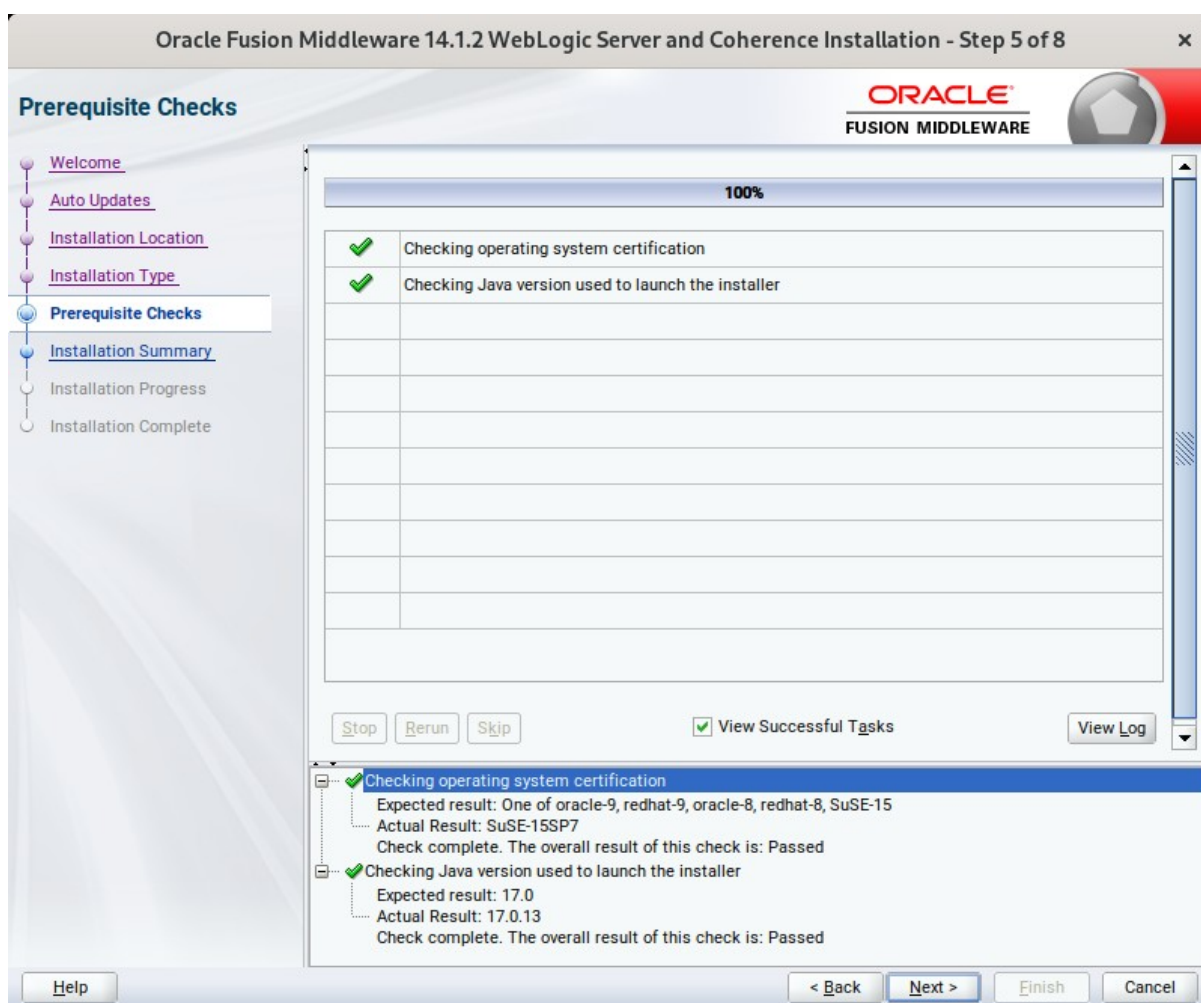 Oracle Fusion Middleware 14.1.2 WebLogic Server and Coherence Installation - Step 5 of 8
Prerequisite Checks
ORACLE
FUSION MIDDLEWARE
Welcome
Auto Updates
Installation Location
Installation Type
Prerequisite Checks
Installation Summary
Installation Progress
Installation Complete
100%
Checking operating system certification
Checking Java version used to launch the installer
Stop Rerun Skip View Successful Tasks View Log
Checking operating system certification
Expected result: One of oracle-9, redhat-9, oracle-8, redhat-8, SuSE-15
Actual Result: SuSE-15SP7
Check complete. The overall result of this check is: Passed
Checking Java version used to launch the installer
Expected result: 17.0
Actual Result: 17.0.13
Check complete. The overall result of this check is: Passed
Help < Back Next > Finish Cancel